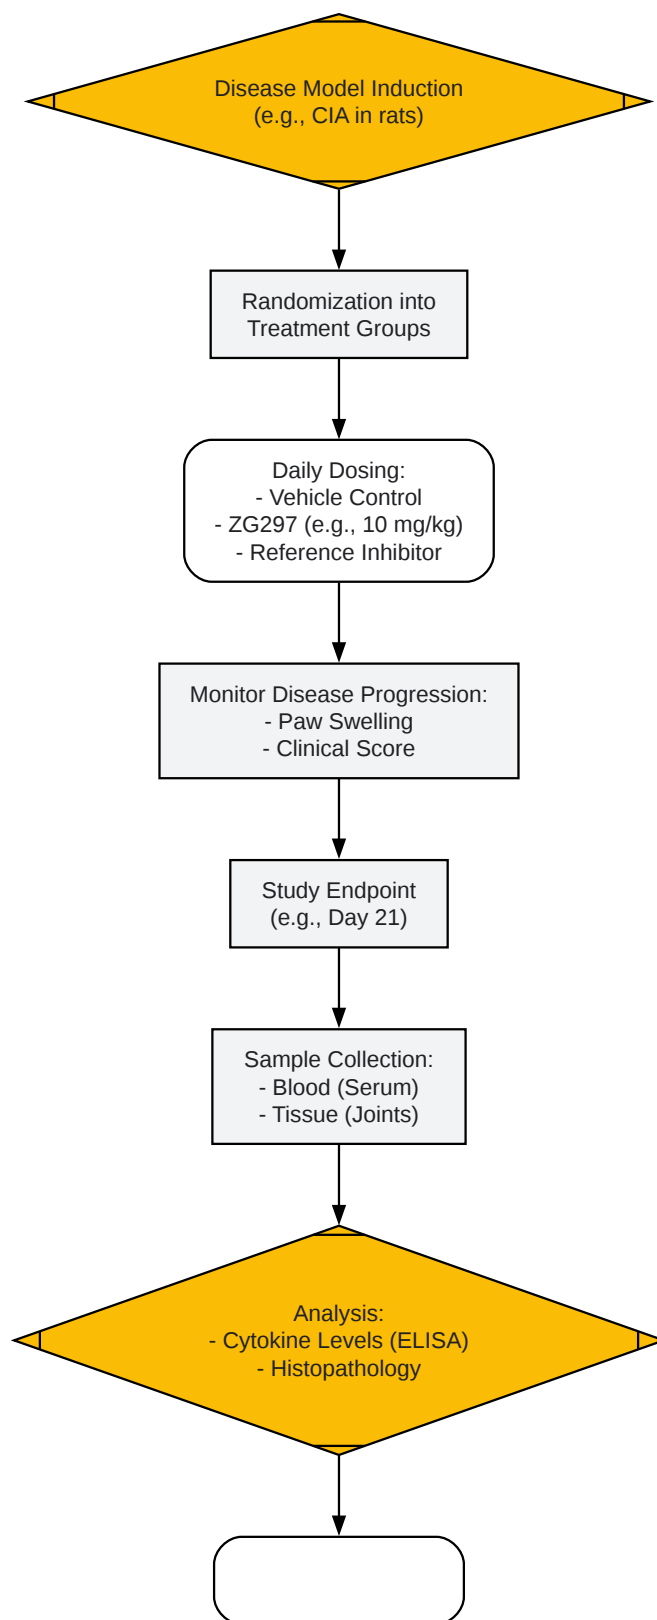 Disease Model Induction
(e.g., CIA in rats)
Randomization into
Treatment Groups
Daily Dosing:
- Vehicle Control
- ZG297 (e.g., 10 mg/kg)
- Reference Inhibitor
Monitor Disease Progression:
- Paw Swelling
- Clinical Score
Study Endpoint
(e.g., Day 21)
Sample Collection:
- Blood (Serum)
- Tissue (Joints)
Analysis:
- Cytokine Levels (ELISA)
- Histopathology